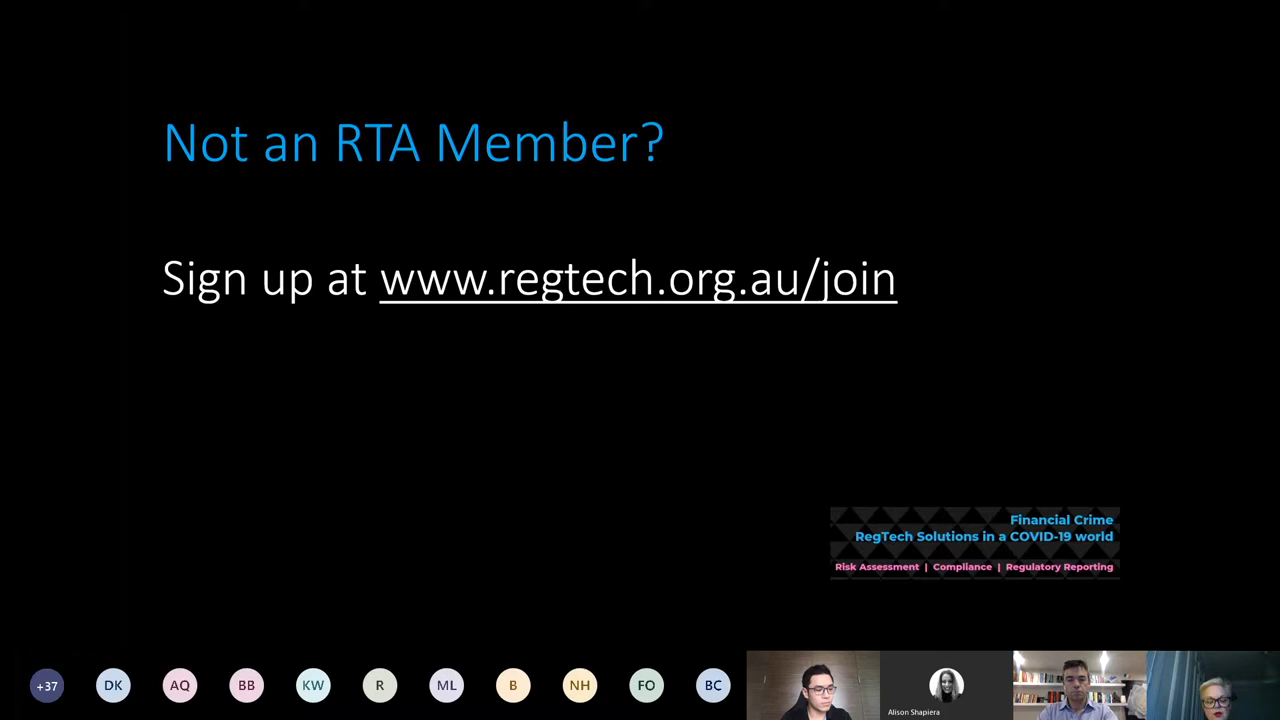 Not an RTA Member?
Sign up at www.regtech.org.au/join
Financial Crime
RegTech Solutions in a COVID-19 world
Risk Assessment | Compliance | Regulatory Reporting
+37 DK AQ BB KW R ML B NH FO BC
Alison Shapiera